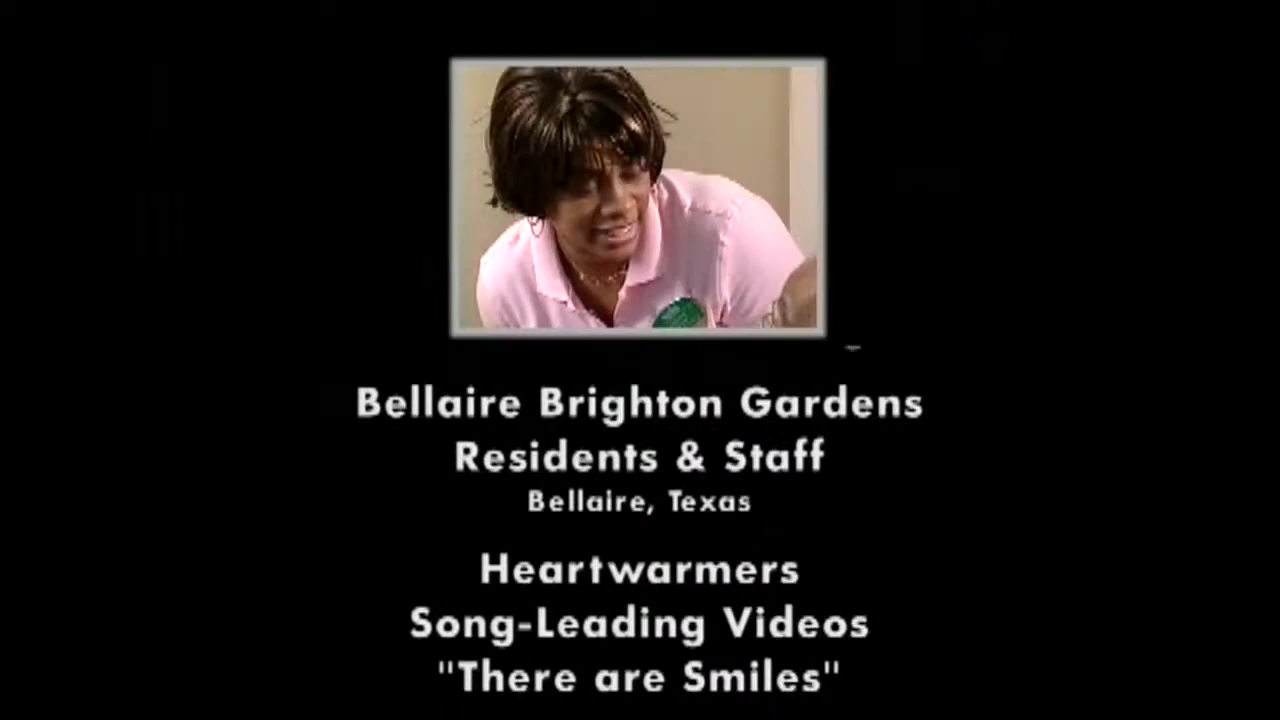 Bellaire Brighton Gardens
Residents & Staff
Bellaire, Texas
Heartwarmers
Song-Leading Videos
"There are Smiles"